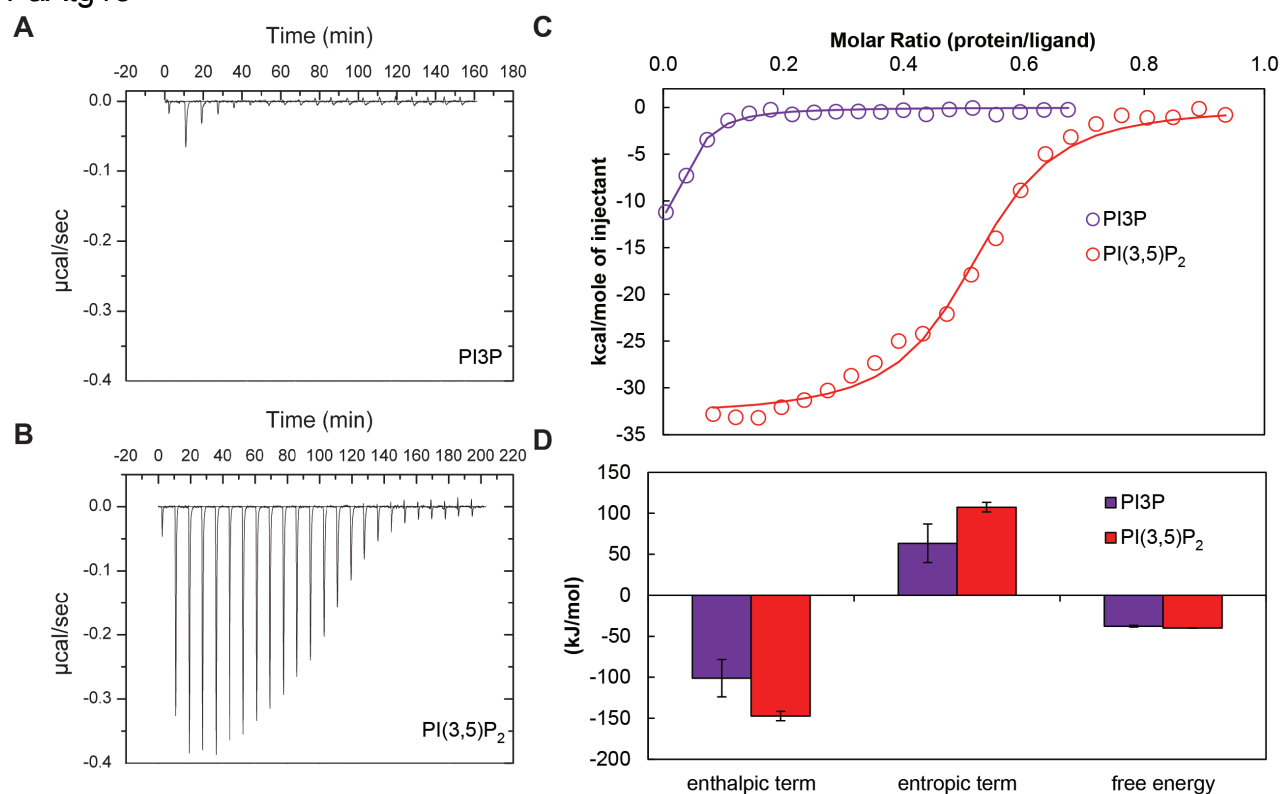 A
Time (min)
-20 0 20 40 60 80 100 120 140 160 180
0.0
-0.1
-0.2
-0.3
-0.4
µcal/sec
PI3P
B
Time (min)
-20 0 20 40 60 80 100 120 140 160 180 200 220
0.0
-0.1
-0.2
-0.3
-0.4
µcal/sec
PI(3,5)P2
C
Molar Ratio (protein/ligand)
0.0 0.2 0.4 0.6 0.8 1.0
0
-5
-10
-15
-20
-25
-30
-35
kcal/mole of injectant
PI3P
PI(3,5)P2
D
150
100
50
0
-50
-100
-150
-200
(kJ/mol)
PI3P
PI(3,5)P2
enthalpic term entropic term free energy